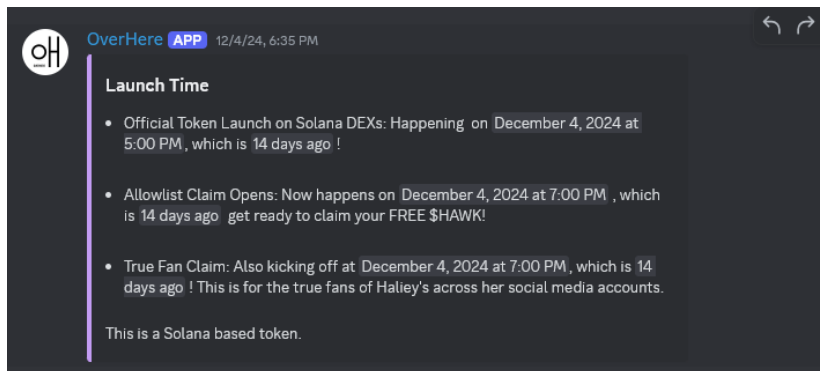 oH
OverHere APP 12/4/24, 6:35 PM
Launch Time
• Official Token Launch on Solana DEXs: Happening on December 4, 2024 at
5:00 PM, which is 14 days ago !
• Allowlist Claim Opens: Now happens on December 4, 2024 at 7:00 PM , which
is 14 days ago get ready to claim your FREE $HAWK!
• True Fan Claim: Also kicking off at December 4, 2024 at 7:00 PM, which is 14
days ago ! This is for the true fans of Haliey's across her social media accounts.
This is a Solana based token.